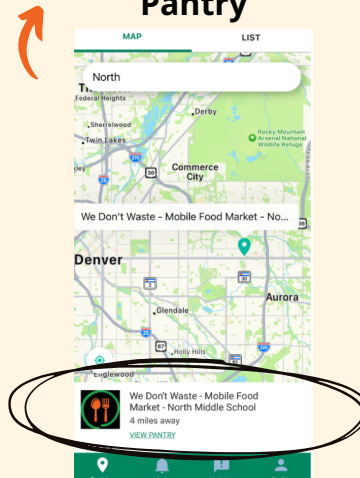 Pantry
MAP
LIST
North
Federal Heights
Derby
Sherrelwood
Twin Lakes
Rocky Mountain
Arsenal National
Wildlife Refuge
Commerce
City
We Don't Waste - Mobile Food Market - No...
Denver
Aurora
Glendale
Holly Hills
Englewood
We Don't Waste - Mobile Food
Market - North Middle School
4 miles away
VIEW PANTRY